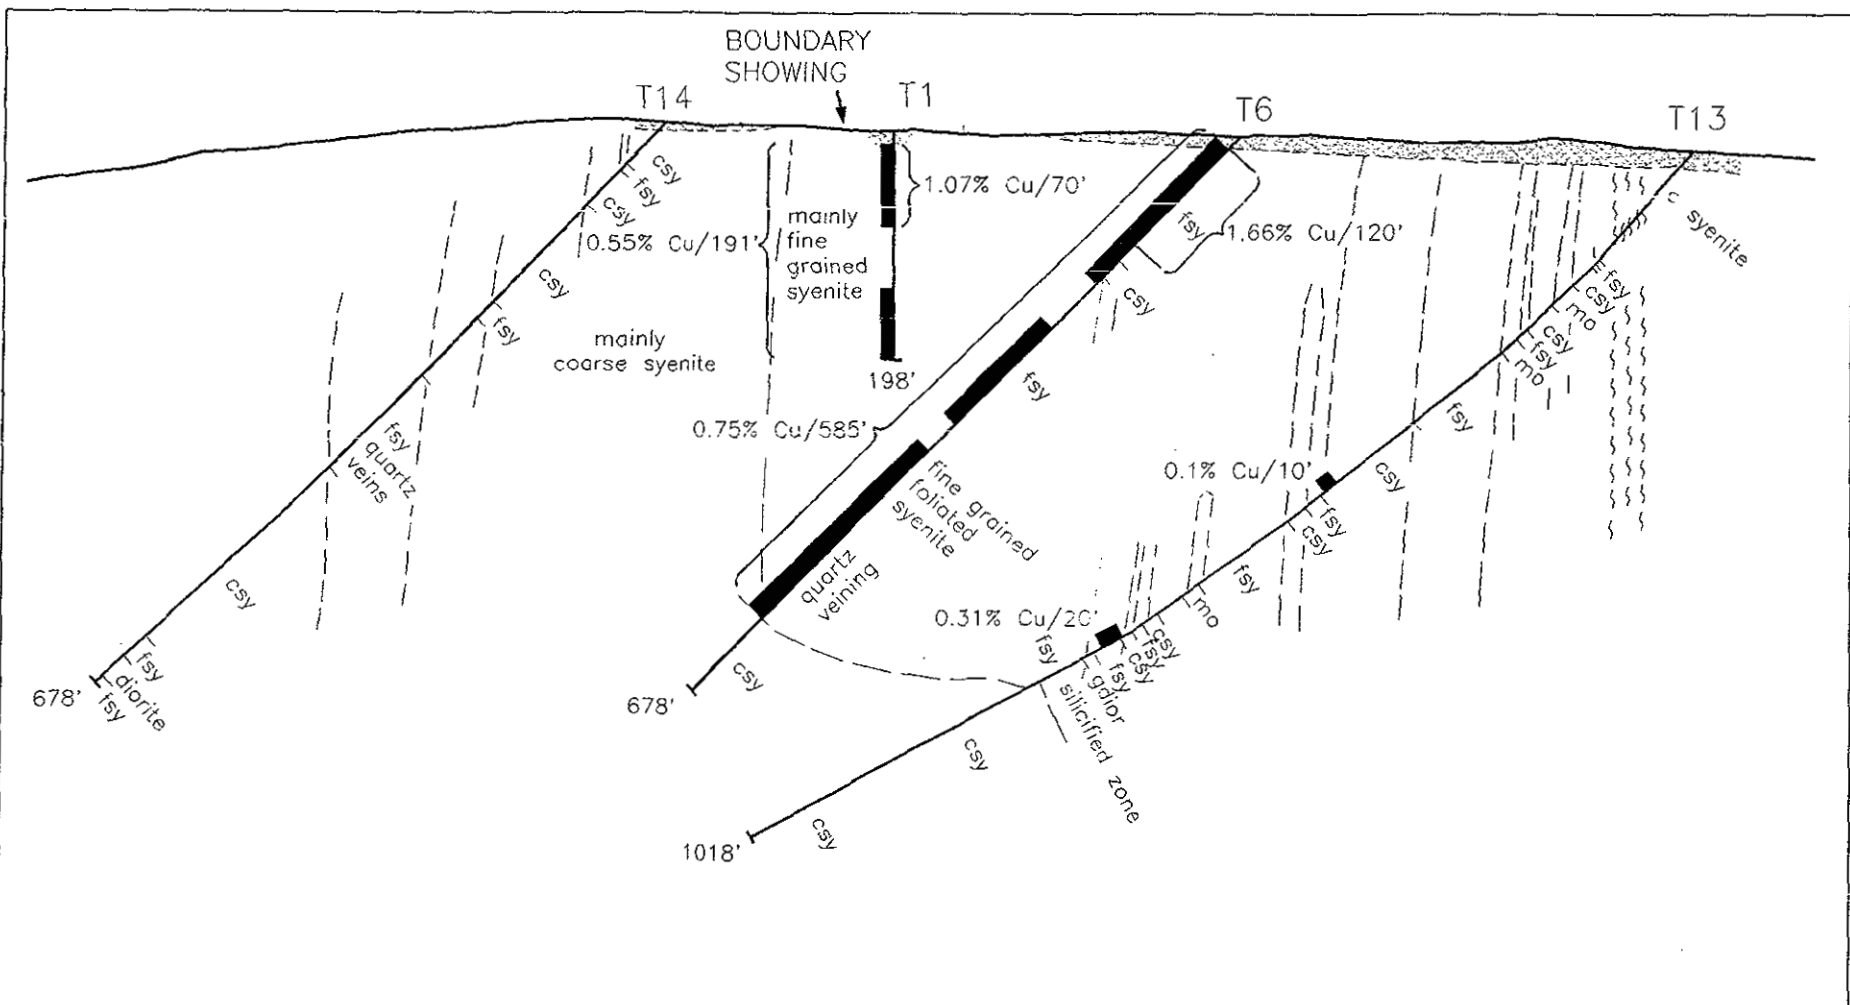 BOUNDARY
SHOWING
T14
T1
T6
T13
csy
fsy
csy
csy
fsy
fsy
quartz
veins
csy
fsy
diorite
fsy
678'
mainly
coarse syenite
0.55% Cu/191'
mainly
fine
grained
syenite
1.07% Cu/70'
198'
fsy
1.66% Cu/120'
csy
fsy
0.75% Cu/585'
fine grained
foliated
syenite
quartz
veining
csy
678'
c syenite
fsy
csy
mo
csy
fsy
mo
fsy
csy
0.1% Cu/10'
fsy
csy
fsy
mo
csy
fsy
csy
0.31% Cu/20'
fsy
gdior
fsy
silicified zone
csy
csy
1018'